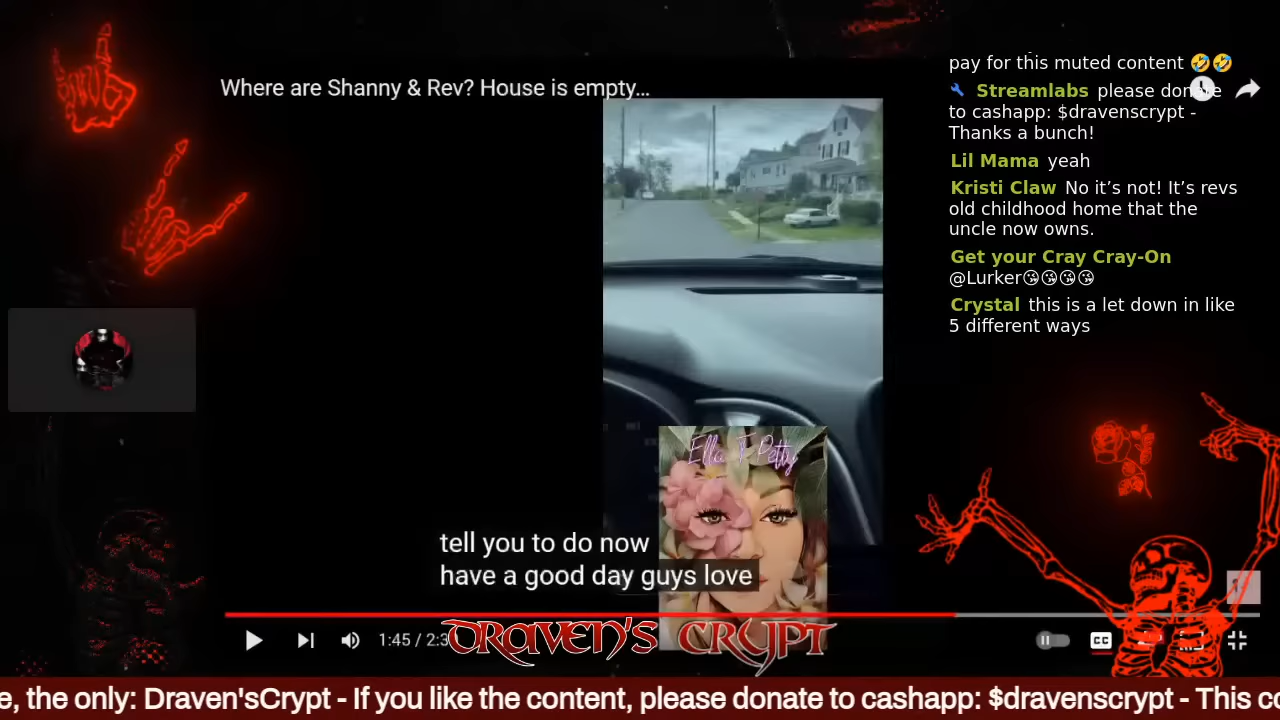 Where are Shanny & Rev? House is empty...
pay for this muted content 🤣🤣
Streamlabs please donate
to cashapp: $dravenscrypt -
Thanks a bunch!
Lil Mama yeah
Kristi Claw No it’s not! It’s revs
old childhood home that the
uncle now owns.
Get your Cray Cray-On
@Lurker😘😘😘😘
Crystal this is a let down in like
5 different ways
Ella T Petty
tell you to do now
have a good day guys love
1:45 / 2:3
CC
DRAVEN'S CRYPT
e, the only: Draven'sCrypt - If you like the content, please donate to cashapp: $dravenscrypt - This co